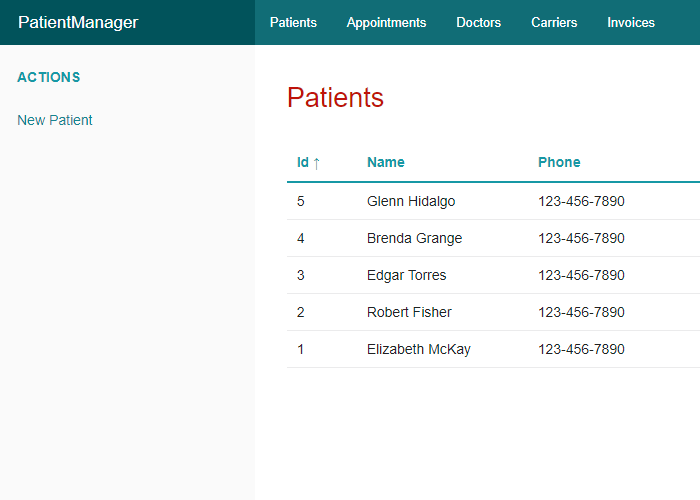 PatientManager Patients Appointments Doctors Carriers Invoices
ACTIONS
New Patient
Patients
Id ↑ Name Phone
5 Glenn Hidalgo 123-456-7890
4 Brenda Grange 123-456-7890
3 Edgar Torres 123-456-7890
2 Robert Fisher 123-456-7890
1 Elizabeth McKay 123-456-7890